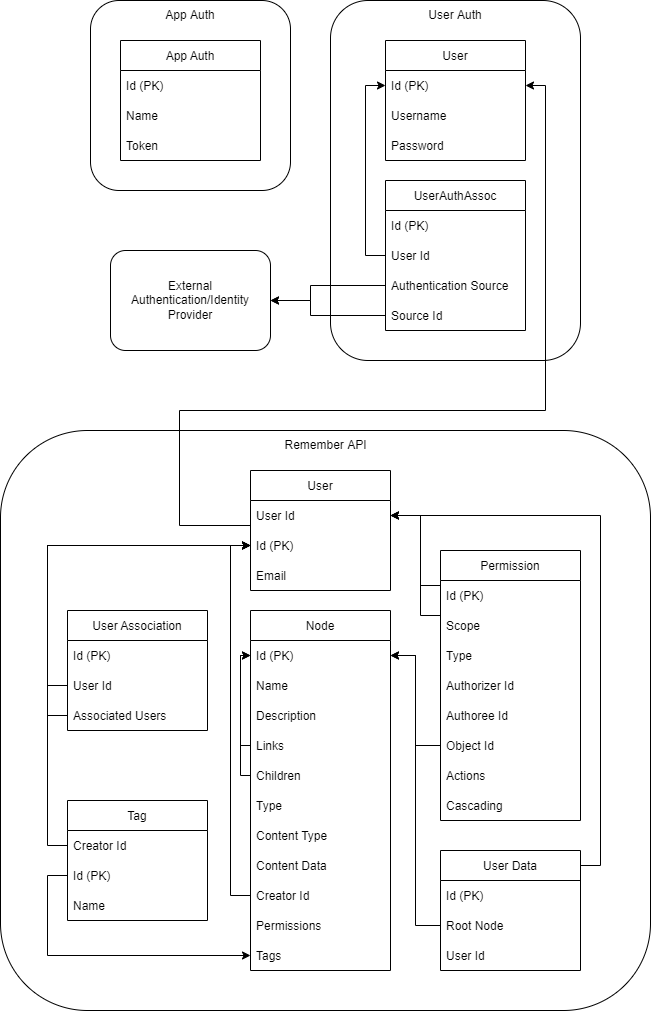 App Auth
App Auth
Id (PK)
Name
Token
User Auth
User
Id (PK)
Username
Password
UserAuthAssoc
Id (PK)
User Id
Authentication Source
Source Id
External
Authentication/Identity
Provider
Remember API
User
User Id
Id (PK)
Email
User Association
Id (PK)
User Id
Associated Users
Tag
Creator Id
Id (PK)
Name
Node
Id (PK)
Name
Description
Links
Children
Type
Content Type
Content Data
Creator Id
Permissions
Tags
Permission
Id (PK)
Scope
Type
Authorizer Id
Authoree Id
Object Id
Actions
Cascading
User Data
Id (PK)
Root Node
User Id